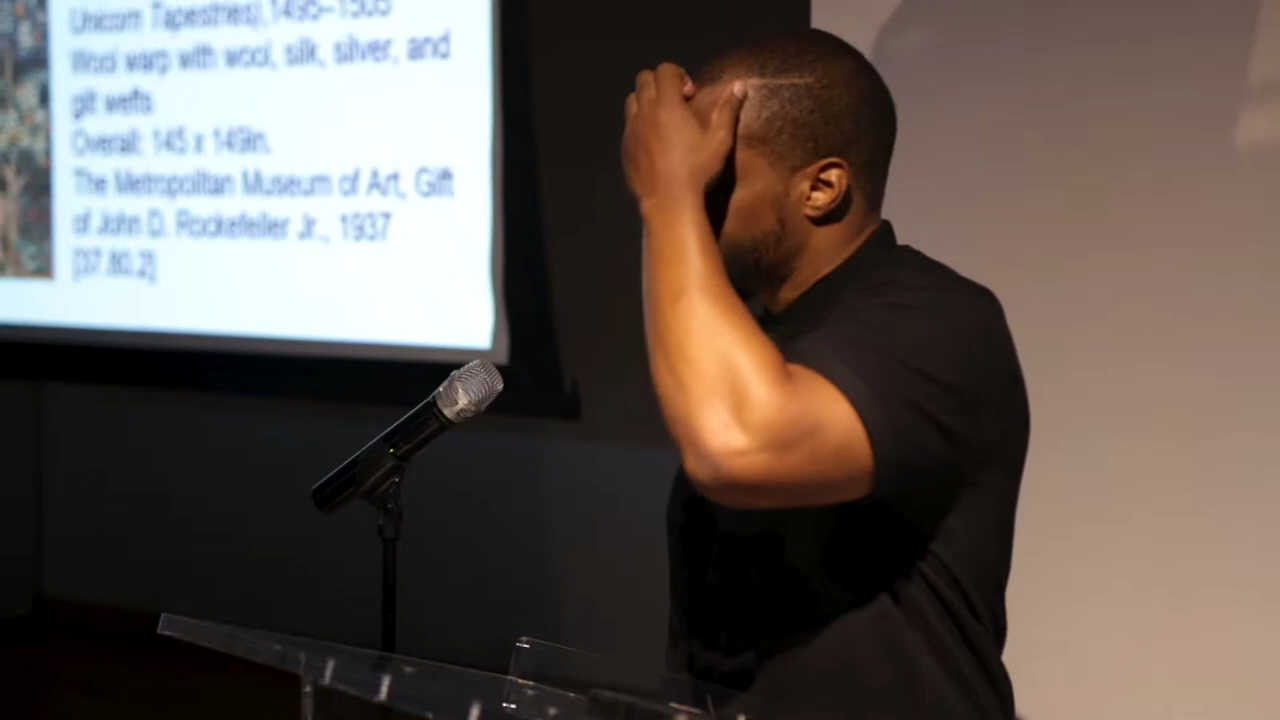 Unicorn Tapestries), 1495–1505
Wool warp with wool, silk, silver, and
gilt wefts
Overall: 145 x 149in.
The Metropolitan Museum of Art, Gift
of John D. Rockefeller Jr., 1937
[37.80.2]